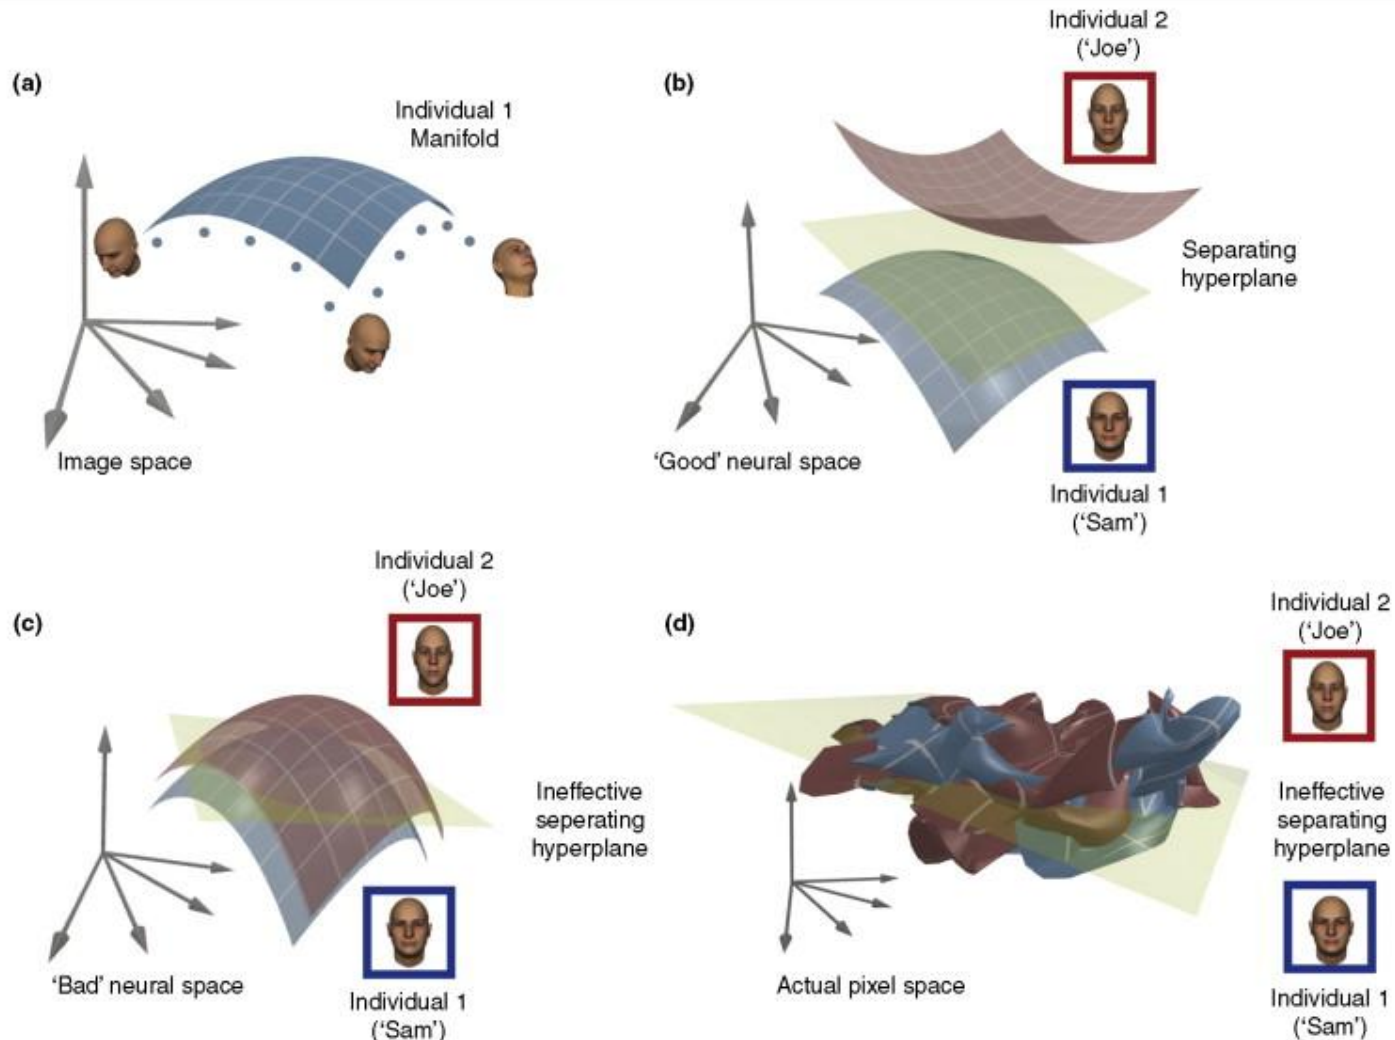 (a)
Individual 1
Manifold
Image space
(b)
Individual 2
(‘Joe’)
Separating
hyperplane
‘Good’ neural space
Individual 1
(‘Sam’)
(c)
Individual 2
(‘Joe’)
Ineffective
seperating
hyperplane
‘Bad’ neural space
Individual 1
(‘Sam’)
(d)
Individual 2
(‘Joe’)
Ineffective
separating
hyperplane
Actual pixel space
Individual 1
(‘Sam’)